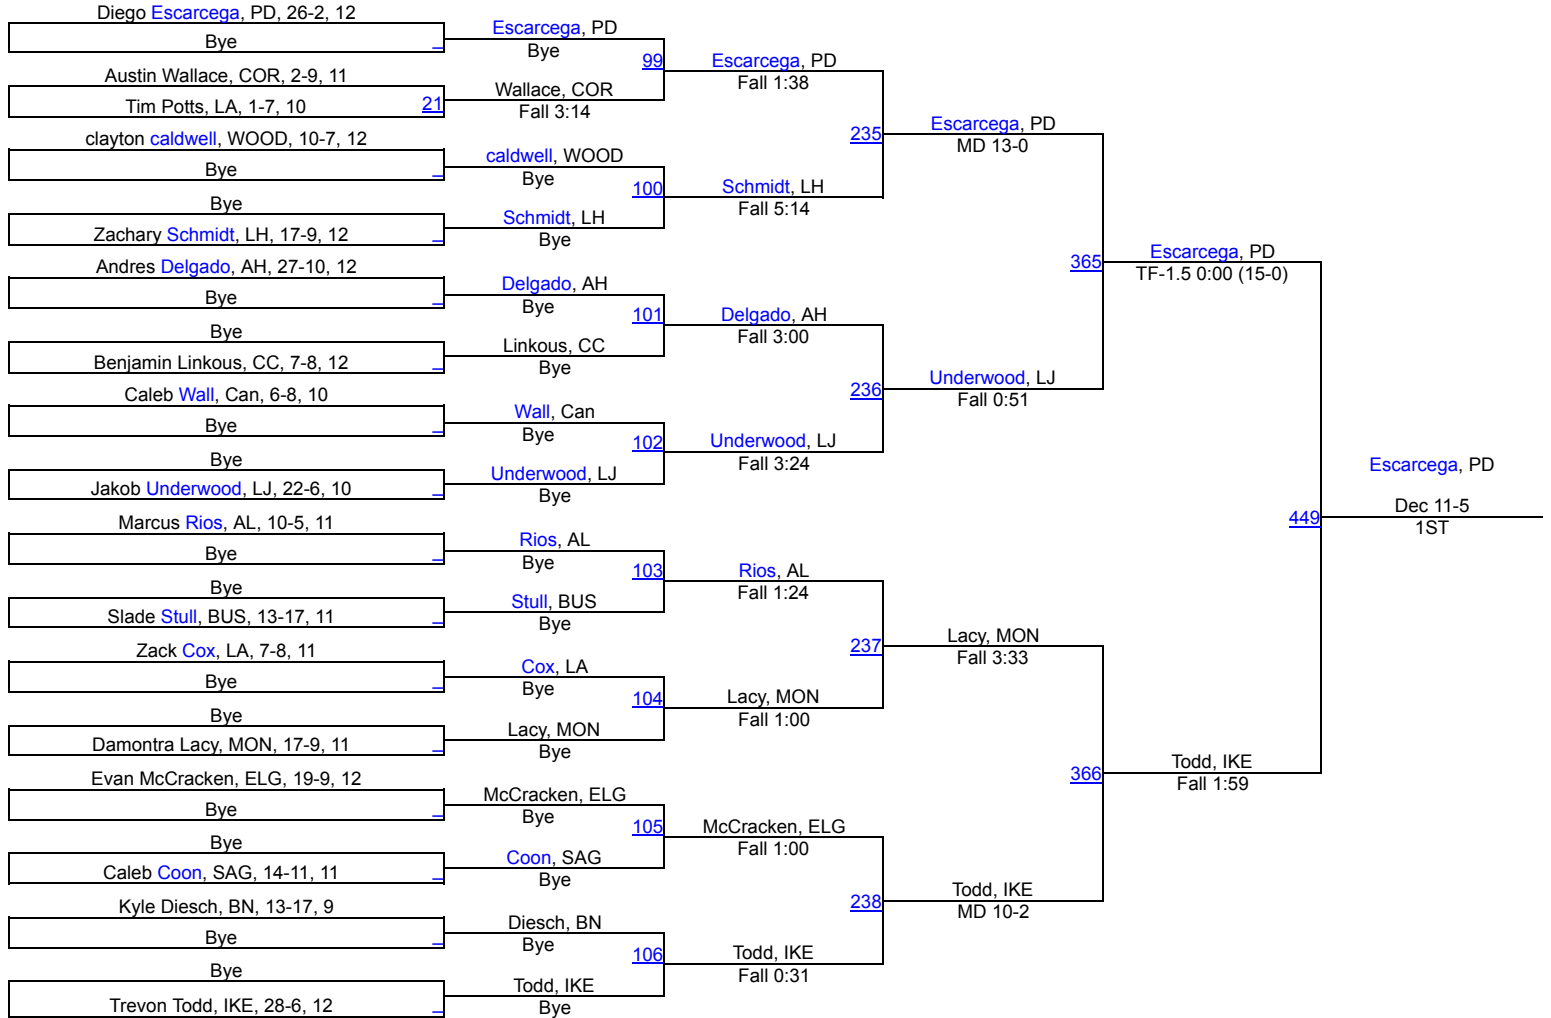 Diego Escarcega, PD, 26-2, 12
Bye
Austin Wallace, COR, 2-9, 11
Tim Potts, LA, 1-7, 10
21
clayton caldwell, WOOD, 10-7, 12
Bye
Bye
Zachary Schmidt, LH, 17-9, 12
Andres Delgado, AH, 27-10, 12
Bye
Bye
Benjamin Linkous, CC, 7-8, 12
Caleb Wall, Can, 6-8, 10
Bye
Bye
Jakob Underwood, LJ, 22-6, 10
Marcus Rios, AL, 10-5, 11
Bye
Bye
Slade Stull, BUS, 13-17, 11
Zack Cox, LA, 7-8, 11
Bye
Bye
Damontra Lacy, MON, 17-9, 11
Evan McCracken, ELG, 19-9, 12
Bye
Bye
Caleb Coon, SAG, 14-11, 11
Kyle Diesch, BN, 13-17, 9
Bye
Bye
Trevon Todd, IKE, 28-6, 12
Escarcega, PD
Bye
99
Wallace, COR
Fall 3:14
caldwell, WOOD
Bye
100
Schmidt, LH
Bye
Delgado, AH
Bye
101
Linkous, CC
Bye
Wall, Can
Bye
102
Underwood, LJ
Bye
Rios, AL
Bye
103
Stull, BUS
Bye
Cox, LA
Bye
104
Lacy, MON
Bye
McCracken, ELG
Bye
105
Coon, SAG
Bye
Diesch, BN
Bye
106
Todd, IKE
Bye
Escarcega, PD
Fall 1:38
235
Schmidt, LH
Fall 5:14
Delgado, AH
Fall 3:00
236
Underwood, LJ
Fall 3:24
Rios, AL
Fall 1:24
237
Lacy, MON
Fall 1:00
McCracken, ELG
Fall 1:00
238
Todd, IKE
Fall 0:31
Escarcega, PD
MD 13-0
365
Underwood, LJ
Fall 0:51
Lacy, MON
Fall 3:33
366
Todd, IKE
MD 10-2
Escarcega, PD
TF-1.5 0:00 (15-0)
449
Todd, IKE
Fall 1:59
Escarcega, PD
Dec 11-5
1ST